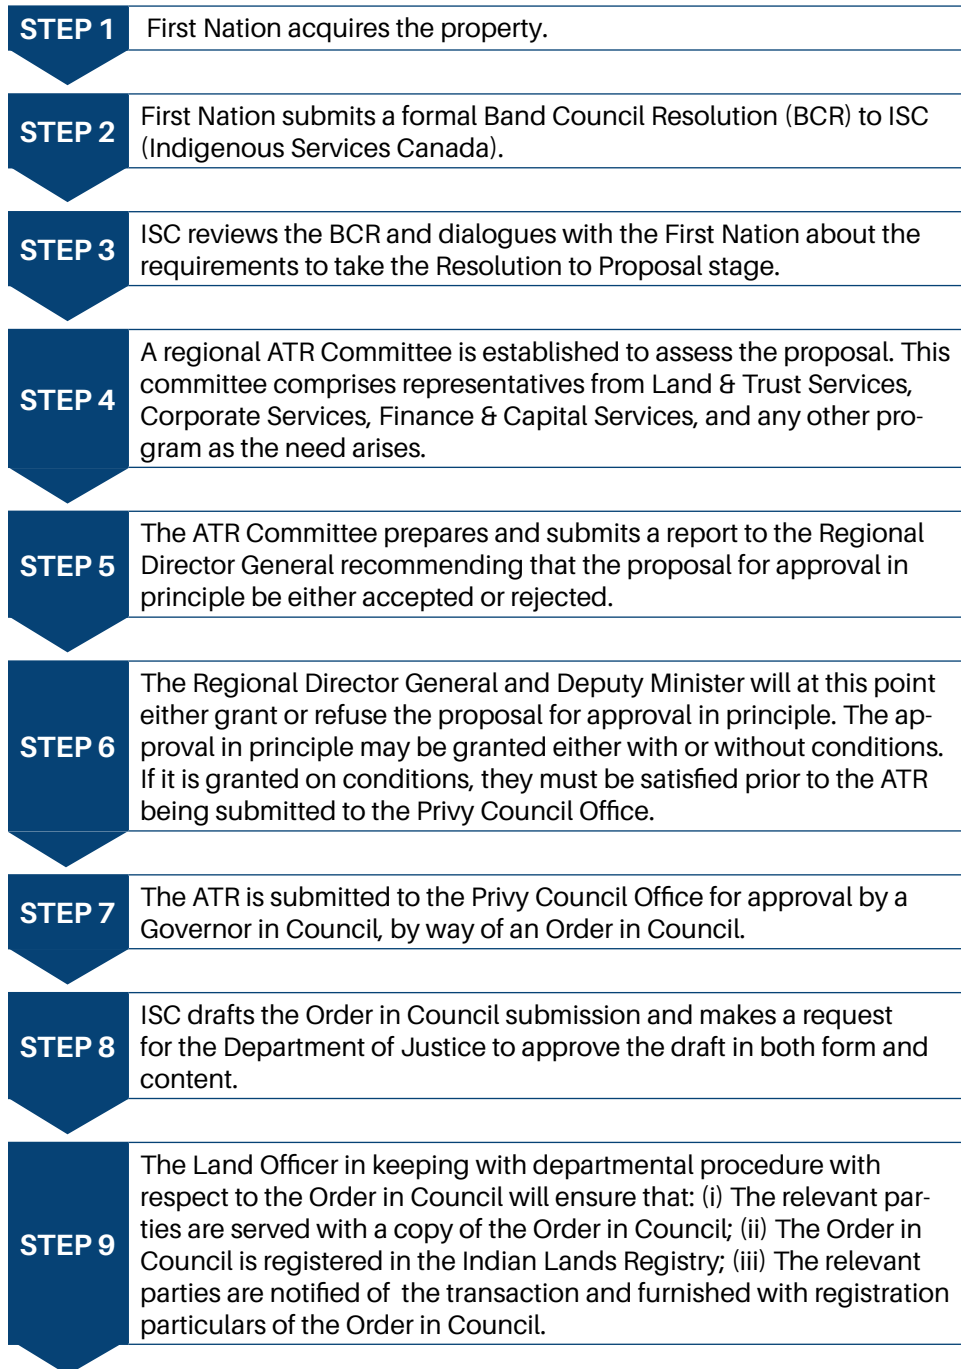 STEP 1
First Nation acquires the property.
STEP 2
First Nation submits a formal Band Council Resolution (BCR) to ISC
(Indigenous Services Canada).
STEP 3
ISC reviews the BCR and dialogues with the First Nation about the
requirements to take the Resolution to Proposal stage.
STEP 4
A regional ATR Committee is established to assess the proposal. This
committee comprises representatives from Land & Trust Services,
Corporate Services, Finance & Capital Services, and any other pro-
gram as the need arises.
STEP 5
The ATR Committee prepares and submits a report to the Regional
Director General recommending that the proposal for approval in
principle be either accepted or rejected.
STEP 6
The Regional Director General and Deputy Minister will at this point
either grant or refuse the proposal for approval in principle. The ap-
proval in principle may be granted either with or without conditions.
If it is granted on conditions, they must be satisfied prior to the ATR
being submitted to the Privy Council Office.
STEP 7
The ATR is submitted to the Privy Council Office for approval by a
Governor in Council, by way of an Order in Council.
STEP 8
ISC drafts the Order in Council submission and makes a request
for the Department of Justice to approve the draft in both form and
content.
STEP 9
The Land Officer in keeping with departmental procedure with
respect to the Order in Council will ensure that: (i) The relevant par-
ties are served with a copy of the Order in Council; (ii) The Order in
Council is registered in the Indian Lands Registry; (iii) The relevant
parties are notified of the transaction and furnished with registration
particulars of the Order in Council.